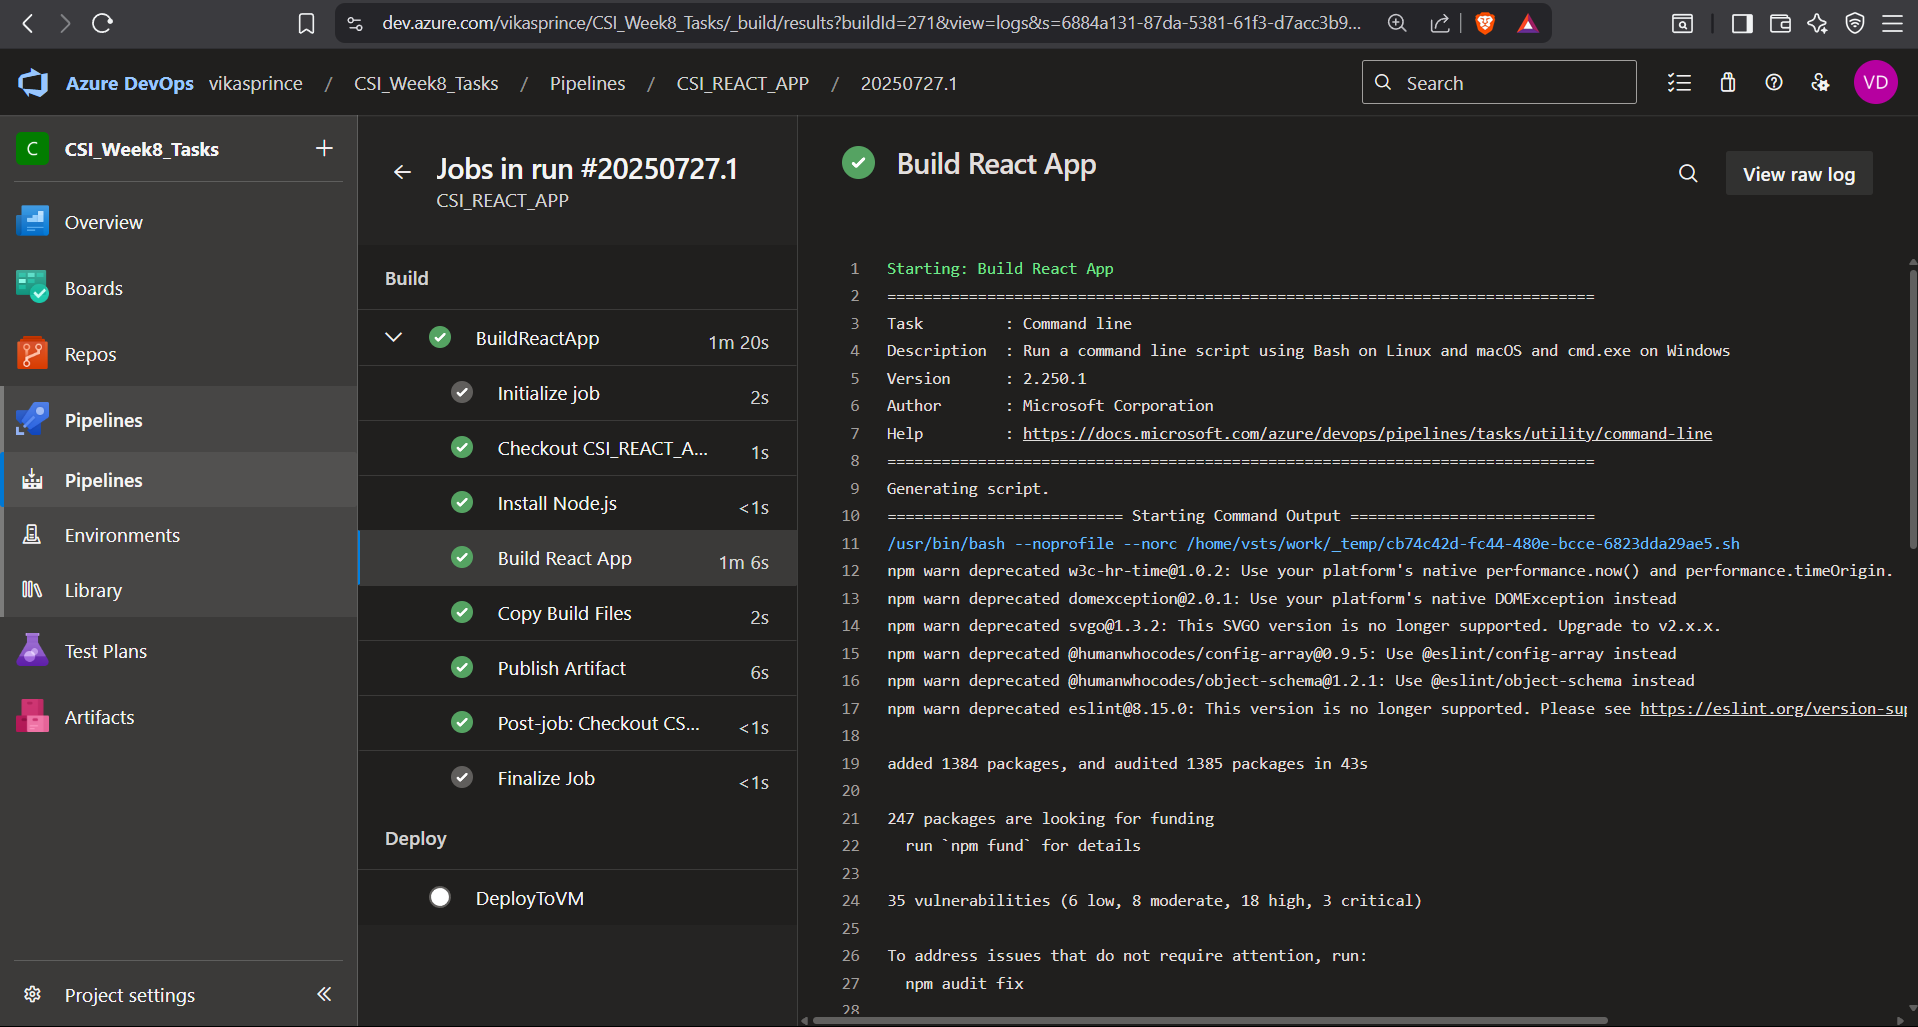 dev.azure.com/vikasprince/CSI_Week8_Tasks/_build/results?buildId=271&view=logs&s=6884a131-87da-5381-61f3-d7acc3b9...
Azure DevOps vikasprince / CSI_Week8_Tasks / Pipelines / CSI_REACT_APP / 20250727.1
Search
VD
C CSI_Week8_Tasks
Overview
Boards
Repos
Pipelines
Pipelines
Environments
Library
Test Plans
Artifacts
Project settings
Jobs in run #20250727.1
CSI_REACT_APP
Build
BuildReactApp 1m 20s
Initialize job 2s
Checkout CSI_REACT_A... 1s
Install Node.js <1s
Build React App 1m 6s
Copy Build Files 2s
Publish Artifact 6s
Post-job: Checkout CS... <1s
Finalize Job <1s
Deploy
DeployToVM
Build React App
View raw log
1 Starting: Build React App
2 ==============================================================================
3 Task : Command line
4 Description : Run a command line script using Bash on Linux and macOS and cmd.exe on Windows
5 Version : 2.250.1
6 Author : Microsoft Corporation
7 Help : https://docs.microsoft.com/azure/devops/pipelines/tasks/utility/command-line
8 ==============================================================================
9 Generating script.
10 ========================== Starting Command Output ===========================
11 /usr/bin/bash --noprofile --norc /home/vsts/work/_temp/cb74c42d-fc44-480e-bcce-6823dda29ae5.sh
12 npm warn deprecated w3c-hr-time@1.0.2: Use your platform's native performance.now() and performance.timeOrigin.
13 npm warn deprecated domexception@2.0.1: Use your platform's native DOMException instead
14 npm warn deprecated svgo@1.3.2: This SVGO version is no longer supported. Upgrade to v2.x.x.
15 npm warn deprecated @humanwhocodes/config-array@0.9.5: Use @eslint/config-array instead
16 npm warn deprecated @humanwhocodes/object-schema@1.2.1: Use @eslint/object-schema instead
17 npm warn deprecated eslint@8.15.0: This version is no longer supported. Please see https://eslint.org/version-sup
18
19 added 1384 packages, and audited 1385 packages in 43s
20
21 247 packages are looking for funding
22 run `npm fund` for details
23
24 35 vulnerabilities (6 low, 8 moderate, 18 high, 3 critical)
25
26 To address issues that do not require attention, run:
27 npm audit fix
28